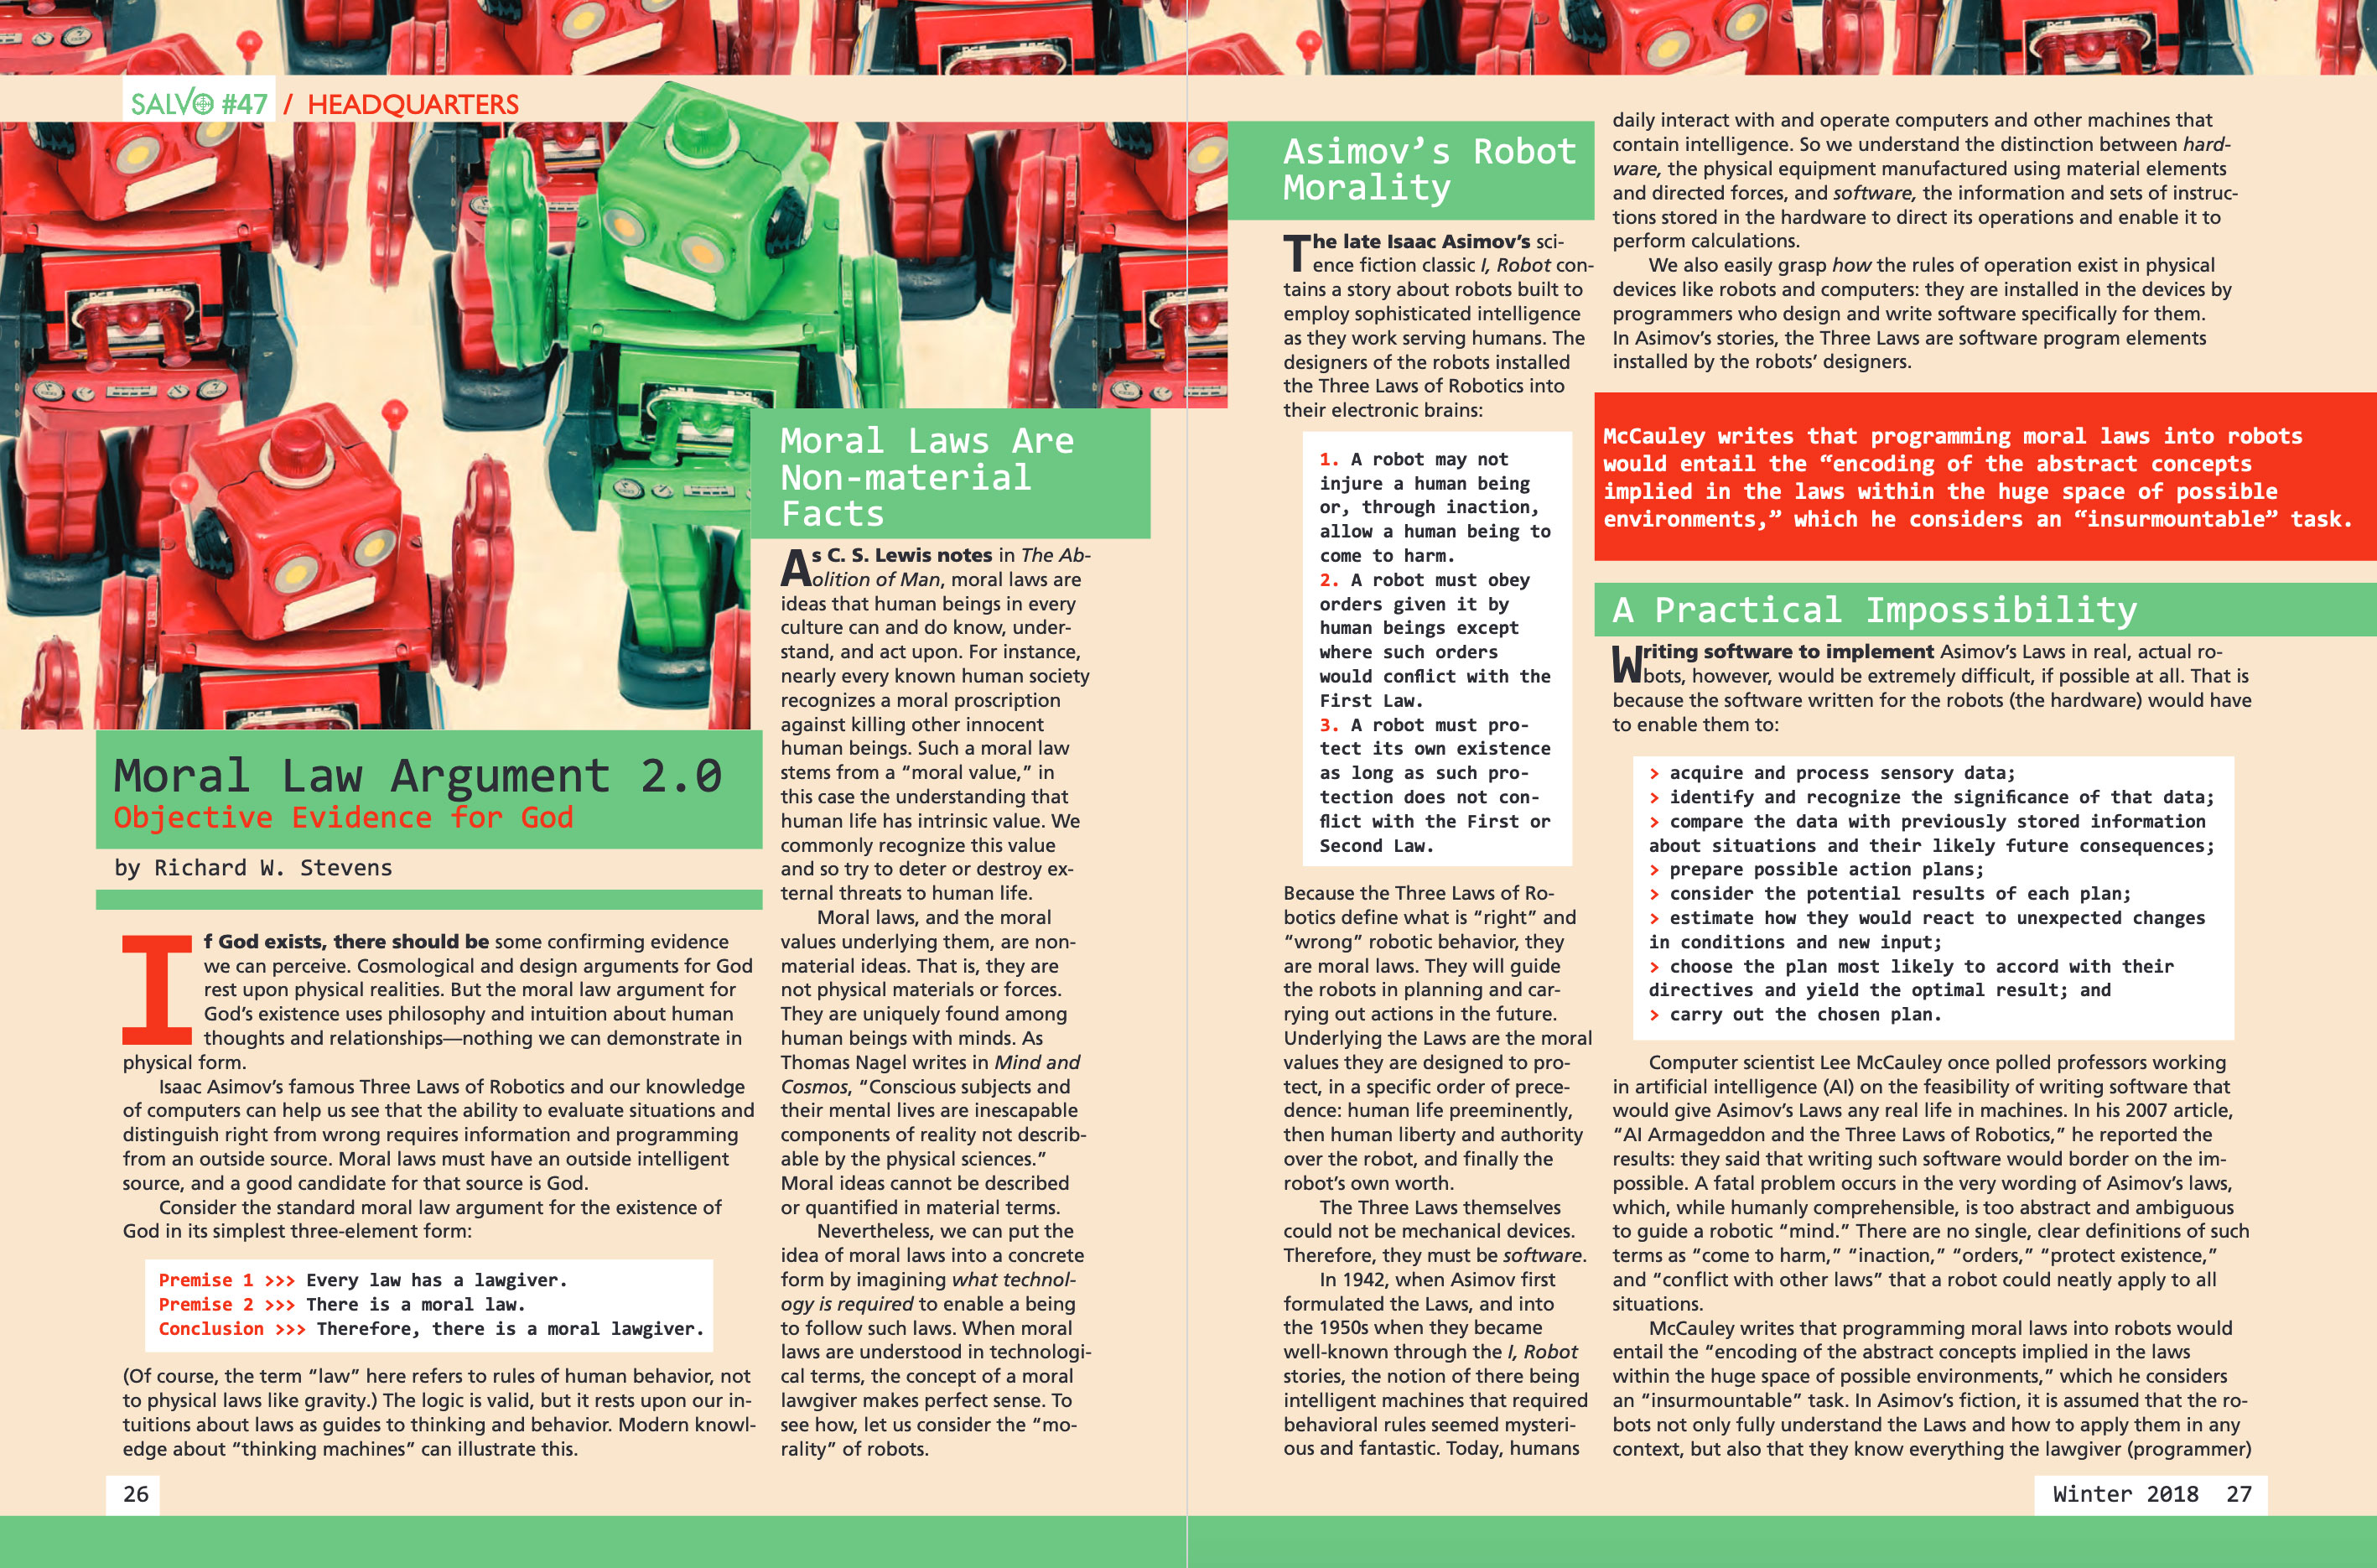 SALVO #47 / HEADQUARTERS
Moral Law Argument 2.0
Objective Evidence for God
by Richard W. Stevens
If God exists, there should be some confirming evidence
we can perceive. Cosmological and design arguments for God
rest upon physical realities. But the moral law argument for
God's existence uses philosophy and intuition about human
thoughts and relationships—nothing we can demonstrate in
physical form.
Isaac Asimov's famous Three Laws of Robotics and our knowledge
of computers can help us see that the ability to evaluate situations and
distinguish right from wrong requires information and programming
from an outside source. Moral laws must have an outside intelligent
source, and a good candidate for that source is God.
Consider the standard moral law argument for the existence of
God in its simplest three-element form:
Premise 1 >>> Every law has a lawgiver.
Premise 2 >>> There is a moral law.
Conclusion >>> Therefore, there is a moral lawgiver.
(Of course, the term “law” here refers to rules of human behavior, not
to physical laws like gravity.) The logic is valid, but it rests upon our in-
tuitions about laws as guides to thinking and behavior. Modern knowl-
edge about “thinking machines” can illustrate this.
26
Moral Laws Are
Non-material
Facts
As C. S. Lewis notes in The Ab-
olition of Man, moral laws are
ideas that human beings in every
culture can and do know, under-
stand, and act upon. For instance,
nearly every known human society
recognizes a moral proscription
against killing other innocent
human beings. Such a moral law
stems from a “moral value,” in
this case the understanding that
human life has intrinsic value. We
commonly recognize this value
and so try to deter or destroy ex-
ternal threats to human life.
Moral laws, and the moral
values underlying them, are non-
material ideas. That is, they are
not physical materials or forces.
They are uniquely found among
human beings with minds. As
Thomas Nagel writes in Mind and
Cosmos, “Conscious subjects and
their mental lives are inescapable
components of reality not describ-
able by the physical sciences.”
Moral ideas cannot be described
or quantified in material terms.
Nevertheless, we can put the
idea of moral laws into a concrete
form by imagining what technol-
ogy is required to enable a being
to follow such laws. When moral
laws are understood in technologi-
cal terms, the concept of a moral
lawgiver makes perfect sense. To
see how, let us consider the “mo-
rality” of robots.
Asimov's Robot
Morality
The late Isaac Asimov's sci-
ence fiction classic I, Robot con-
tains a story about robots built to
employ sophisticated intelligence
as they work serving humans. The
designers of the robots installed
the Three Laws of Robotics into
their electronic brains:
1. A robot may not
injure a human being
or, through inaction,
allow a human being to
come to harm.
2. A robot must obey
orders given it by
human beings except
where such orders
would conflict with the
First Law.
3. A robot must pro-
tect its own existence
as long as such pro-
tection does not con-
flict with the First or
Second Law.
Because the Three Laws of Ro-
botics define what is “right” and
“wrong” robotic behavior, they
are moral laws. They will guide
the robots in planning and car-
rying out actions in the future.
Underlying the Laws are the moral
values they are designed to pro-
tect, in a specific order of prece-
dence: human life preeminently,
then human liberty and authority
over the robot, and finally the
robot's own worth.
The Three Laws themselves
could not be mechanical devices.
Therefore, they must be software.
In 1942, when Asimov first
formulated the Laws, and into
the 1950s when they became
well-known through the I, Robot
stories, the notion of there being
intelligent machines that required
behavioral rules seemed mysteri-
ous and fantastic. Today, humans
daily interact with and operate computers and other machines that
contain intelligence. So we understand the distinction between hard-
ware, the physical equipment manufactured using material elements
and directed forces, and software, the information and sets of instruc-
tions stored in the hardware to direct its operations and enable it to
perform calculations.
We also easily grasp how the rules of operation exist in physical
devices like robots and computers: they are installed in the devices by
programmers who design and write software specifically for them.
In Asimov's stories, the Three Laws are software program elements
installed by the robots' designers.
McCauley writes that programming moral laws into robots
would entail the “encoding of the abstract concepts
implied in the laws within the huge space of possible
environments,” which he considers an “insurmountable” task.
A Practical Impossibility
Writing software to implement Asimov's Laws in real, actual ro-
bots, however, would be extremely difficult, if possible at all. That is
because the software written for the robots (the hardware) would have
to enable them to:
> acquire and process sensory data;
> identify and recognize the significance of that data;
> compare the data with previously stored information
about situations and their likely future consequences;
> prepare possible action plans;
> consider the potential results of each plan;
> estimate how they would react to unexpected changes
in conditions and new input;
> choose the plan most likely to accord with their
directives and yield the optimal result; and
> carry out the chosen plan.
Computer scientist Lee McCauley once polled professors working
in artificial intelligence (AI) on the feasibility of writing software that
would give Asimov's Laws any real life in machines. In his 2007 article,
“AI Armageddon and the Three Laws of Robotics,” he reported the
results: they said that writing such software would border on the im-
possible. A fatal problem occurs in the very wording of Asimov's laws,
which, while humanly comprehensible, is too abstract and ambiguous
to guide a robotic “mind.” There are no single, clear definitions of such
terms as “come to harm,” “inaction,” “orders,” “protect existence,”
and “conflict with other laws” that a robot could neatly apply to all
situations.
McCauley writes that programming moral laws into robots would
entail the “encoding of the abstract concepts implied in the laws
within the huge space of possible environments,” which he considers
an “insurmountable” task. In Asimov's fiction, it is assumed that the ro-
bots not only fully understand the Laws and how to apply them in any
context, but also that they know everything the lawgiver (programmer)
Winter 2018 27